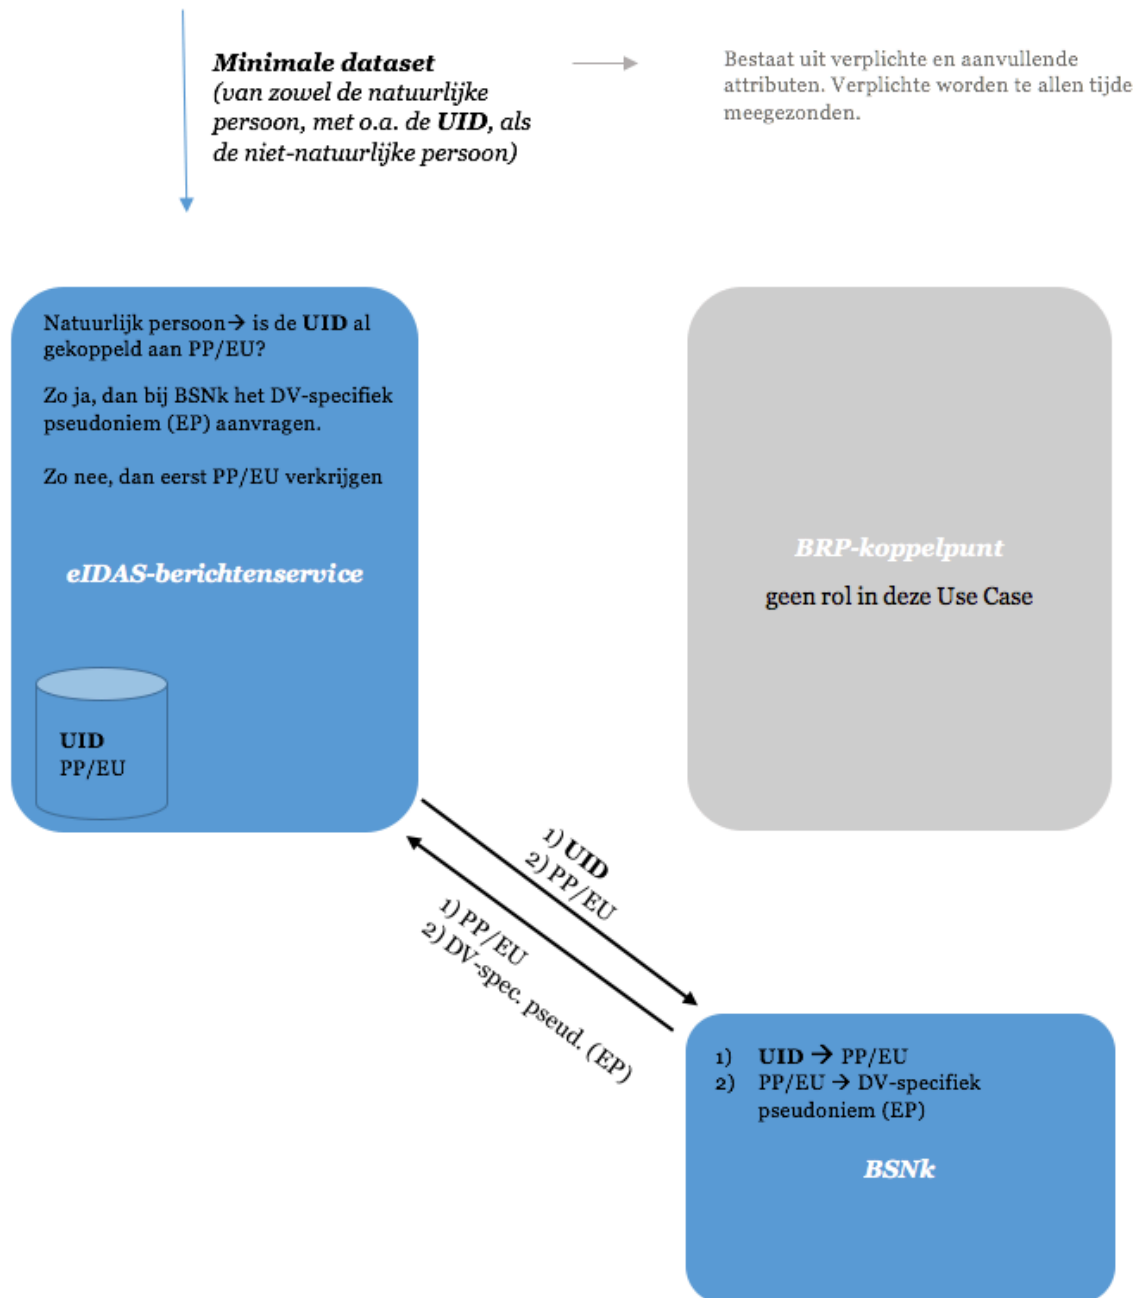 Minimale dataset
(van zowel de natuurlijke
persoon, met o.a. de UID, als
de niet-natuurlijke persoon)
Bestaat uit verplichte en aanvullende
attributen. Verplichte worden te allen tijde
meegezonden.
Natuurlijk persoon→ is de UID al
gekoppeld aan PP/EU?
Zo ja, dan bij BSNk het DV-specifiek
pseudoniem (EP) aanvragen.
Zo nee, dan eerst PP/EU verkrijgen
eIDAS-berichtenservice
UID
PP/EU
BRP-koppelpunt
geen rol in deze Use Case
1) UID
2) PP/EU
1) PP/EU
2) DV-spec. pseud. (EP)
1) UID → PP/EU
2) PP/EU → DV-specifiek
pseudoniem (EP)
BSNk